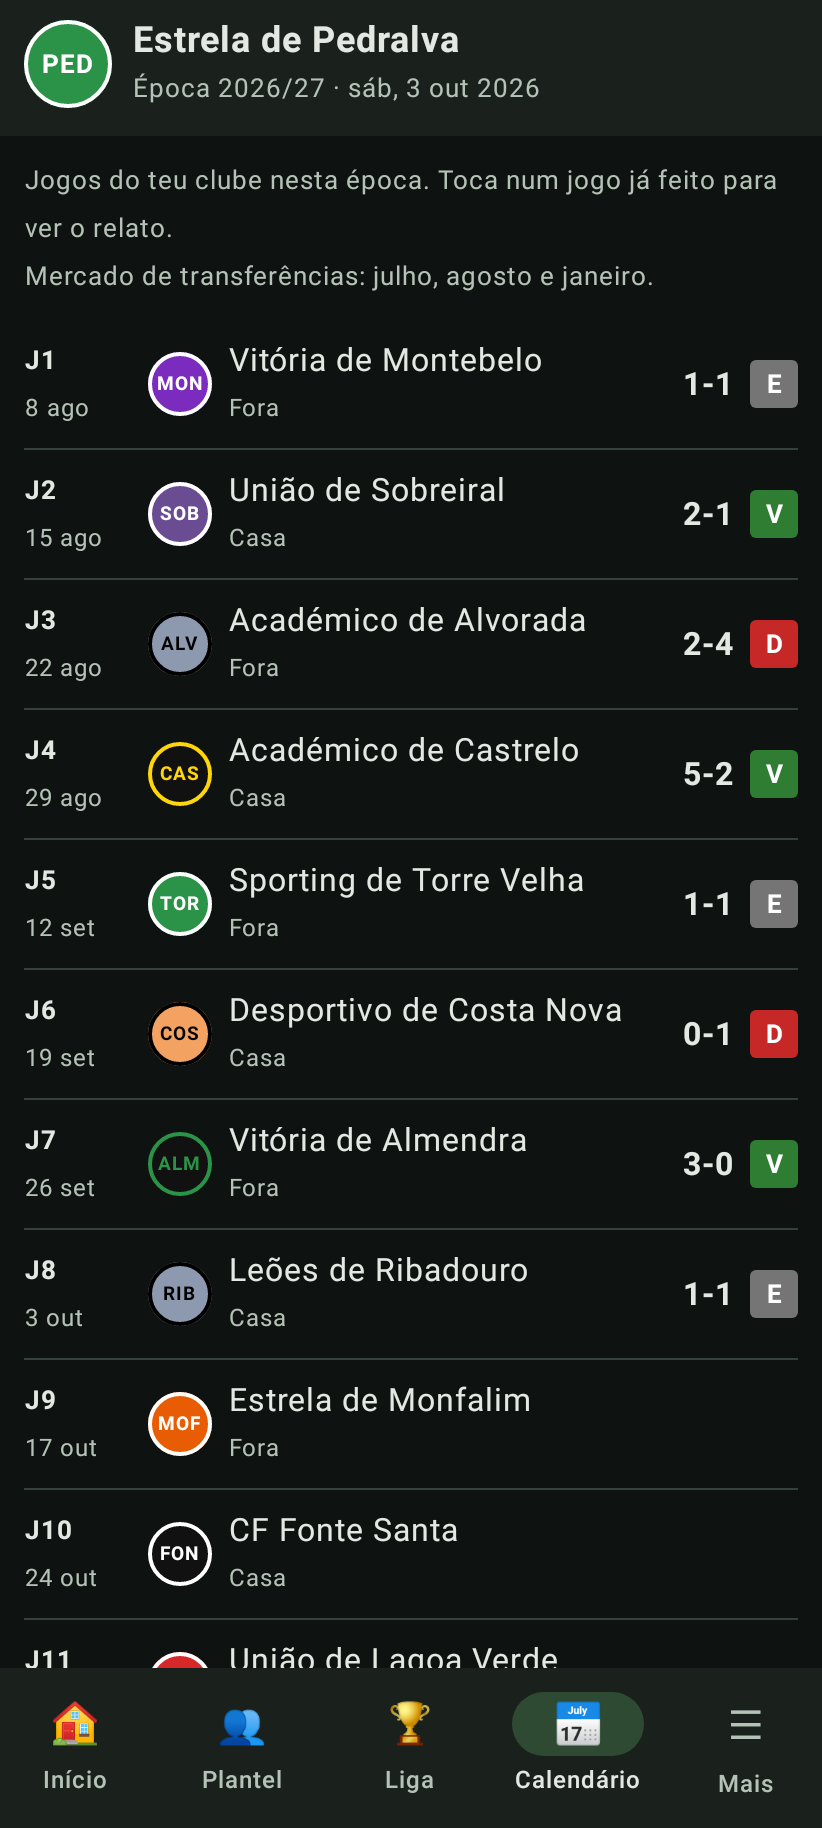 PED
Estrela de Pedralva
Época 2026/27 · sáb, 3 out 2026
Jogos do teu clube nesta época. Toca num jogo já feito para
ver o relato.
Mercado de transferências: julho, agosto e janeiro.
J1 MON Vitória de Montebelo 1-1 E
8 ago Fora
J2 SOB União de Sobreiral 2-1 V
15 ago Casa
J3 ALV Académico de Alvorada 2-4 D
22 ago Fora
J4 CAS Académico de Castrelo 5-2 V
29 ago Casa
J5 TOR Sporting de Torre Velha 1-1 E
12 set Fora
J6 COS Desportivo de Costa Nova 0-1 D
19 set Casa
J7 ALM Vitória de Almendra 3-0 V
26 set Fora
J8 RIB Leões de Ribadouro 1-1 E
3 out Casa
J9 MOF Estrela de Monfalim
17 out Fora
J10 FON CF Fonte Santa
24 out Casa
J11 União de Lagoa Verde
July
17
Início Plantel Liga Calendário Mais